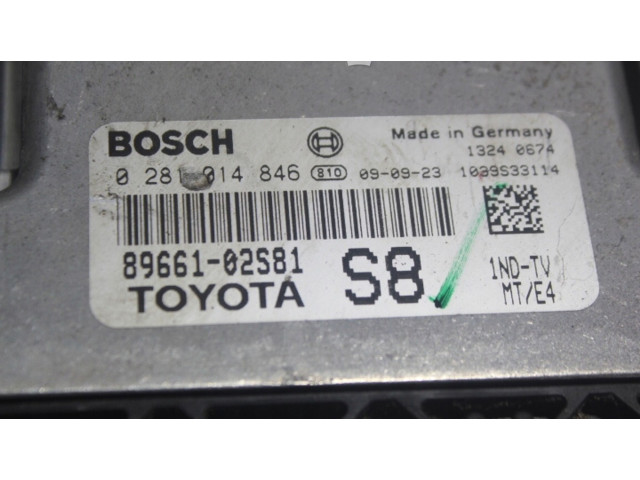 BOSCH
Made in Germany
1324 0674
0 281 014 846 810 09-09-23 1039S33114
89661-02S81
S8
1ND-TV
TOYOTA
MT/E4